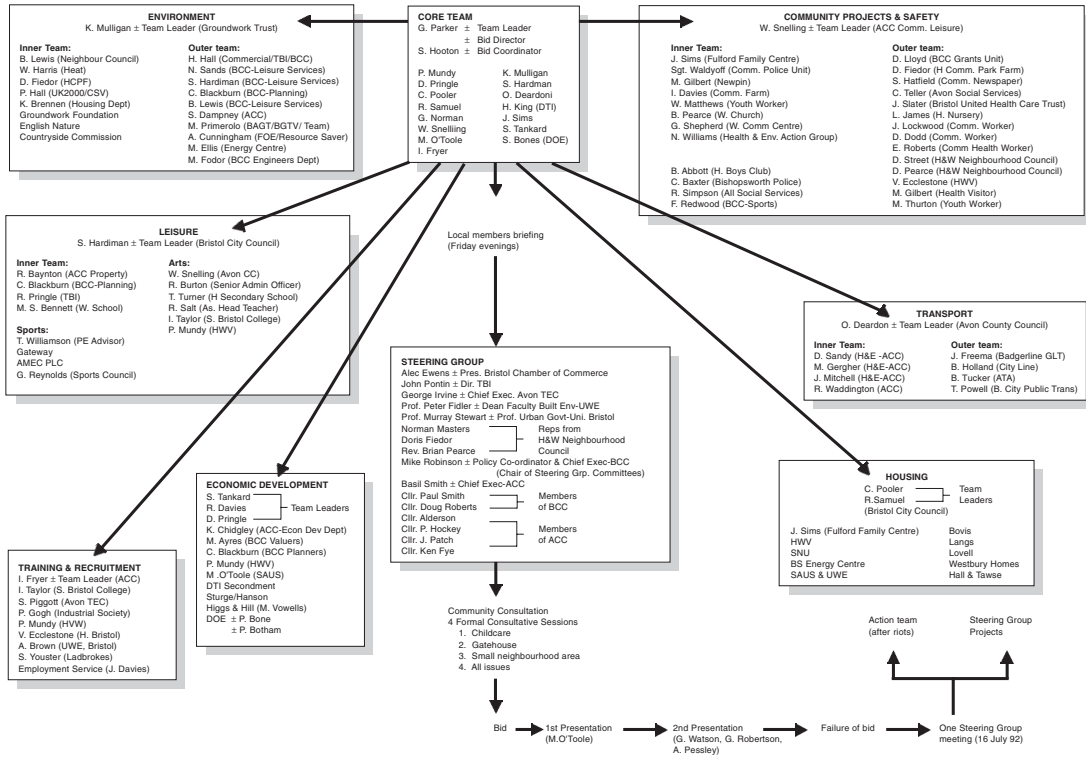 ENVIRONMENT
K. Mulligan ± Team Leader (Groundwork Trust)
Inner Team:
B. Lewis (Neighbour Council)
W. Harris (Heat)
D. Fiedor (HCPF)
P. Hall (UK2000/CSV)
K. Brennen (Housing Dept)
Groundwork Foundation
English Nature
Countryside Commission
Outer team:
H. Hall (Commercial/TBI/BCC)
N. Sands (BCC-Leisure Services)
S. Hardiman (BCC-Leisure Services)
C. Blackburn (BCC-Planning)
B. Lewis (BCC-Leisure Services)
S. Dampney (ACC)
M. Primerolo (BAGT/BGTV/ Team)
A. Cunningham (FOE/Resource Saver)
M. Ellis (Energy Centre)
M. Fodor (BCC Engineers Dept)
CORE TEAM
G. Parker ± Team Leader
± Bid Director
S. Hooton ± Bid Coordinator
P. Mundy
D. Pringle
C. Pooler
R. Samuel
G. Norman
W. Snellling
M. O'Toole
I. Fryer
K. Mulligan
S. Hardman
O. Deardoni
H. King (DTI)
J. Sims
S. Tankard
S. Bones (DOE)
COMMUNITY PROJECTS & SAFETY
W. Snelling ± Team Leader (ACC Comm. Leisure)
Inner Team:
J. Sims (Fulford Family Centre)
Sgt. Waldyoff (Comm. Police Unit)
M. Gilbert (Newpin)
I. Davies (Comm. Farm)
W. Matthews (Youth Worker)
B. Pearce (W. Church)
G. Shepherd (W. Comm Centre)
N. Williams (Health & Env. Action Group)
B. Abbott (H. Boys Club)
C. Baxter (Bishopsworth Police)
R. Simpson (All Social Services)
F. Redwood (BCC-Sports)
Outer team:
D. Lloyd (BCC Grants Unit)
D. Fiedor (H Comm. Park Farm)
S. Hatfield (Comm. Newspaper)
C. Teller (Avon Social Services)
J. Slater (Bristol United Health Care Trust)
L. James (H. Nursery)
J. Lockwood (Comm. Worker)
D. Dodd (Comm. Worker)
E. Roberts (Comm Health Worker)
D. Street (H&W Neighbourhood Council)
D. Pearce (H&W Neighbourhood Council)
V. Ecclestone (HWV)
M. Gilbert (Health Visitor)
M. Thurton (Youth Worker)
LEISURE
S. Hardiman ± Team Leader (Bristol City Council)
Inner Team:
R. Baynton (ACC Property)
C. Blackburn (BCC-Planning)
R. Pringle (TBI)
M. S. Bennett (W. School)
Sports:
T. Williamson (PE Advisor)
Gateway
AMEC PLC
G. Reynolds (Sports Council)
Arts:
W. Snelling (Avon CC)
R. Burton (Senior Admin Officer)
T. Turner (H Secondary School)
R. Salt (As. Head Teacher)
I. Taylor (S. Bristol College)
P. Mundy (HWV)
Local members briefing
(Friday evenings)
TRANSPORT
O. Deardon ± Team Leader (Avon County Council)
Inner Team:
D. Sandy (H&E -ACC)
M. Gergher (H&E-ACC)
J. Mitchell (H&E-ACC)
R. Waddington (ACC)
Outer team:
J. Freema (Badgerline GLT)
B. Holland (City Line)
B. Tucker (ATA)
T. Powell (B. City Public Trans)
STEERING GROUP
Alec Ewens ± Pres. Bristol Chamber of Commerce
John Pontin ± Dir. TBI
George Irvine ± Chief Exec. Avon TEC
Prof. Peter Fidler ± Dean Faculty Built Env-UWE
Prof. Murray Stewart ± Prof. Urban Govt-Uni. Bristol
Norman Masters
Doris Fiedor
Rev. Brian Pearce
Reps from
H&W Neighbourhood
Council
Mike Robinson ± Policy Co-ordinator & Chief Exec-BCC
(Chair of Steering Grp. Committees)
Basil Smith ± Chief Exec-ACC
Cllr. Paul Smith
Cllr. Doug Roberts
Members
of BCC
Cllr. Alderson
Cllr. P. Hockey
Cllr. J. Patch
Cllr. Ken Fye
Members
of ACC
ECONOMIC DEVELOPMENT
S. Tankard
R. Davies
D. Pringle
Team Leaders
K. Chidgley (ACC-Econ Dev Dept)
M. Ayres (BCC Valuers)
C. Blackburn (BCC Planners)
P. Mundy (HWV)
M .O'Toole (SAUS)
DTI Secondment
Sturge/Hanson
Higgs & Hill (M. Vowells)
DOE ± P. Bone
± P. Botham
HOUSING
C. Pooler
R.Samuel
Team
Leaders
(Bristol City Council)
J. Sims (Fulford Family Centre)
HWV
SNU
BS Energy Centre
SAUS & UWE
Bovis
Langs
Lovell
Westbury Homes
Hall & Tawse
TRAINING & RECRUITMENT
I. Fryer ± Team Leader (ACC)
I. Taylor (S. Bristol College)
S. Piggott (Avon TEC)
P. Gogh (Industrial Society)
P. Mundy (HVW)
V. Ecclestone (H. Bristol)
A. Brown (UWE, Bristol)
S. Youster (Ladbrokes)
Employment Service (J. Davies)
Community Consultation
4 Formal Consultative Sessions
1. Childcare
2. Gatehouse
3. Small neighbourhood area
4. All issues
Action team
(after riots)
Steering Group
Projects
Bid
1st Presentation
(M.O'Toole)
2nd Presentation
(G. Watson, G. Robertson,
A. Pessley)
Failure of bid
One Steering Group
meeting (16 July 92)